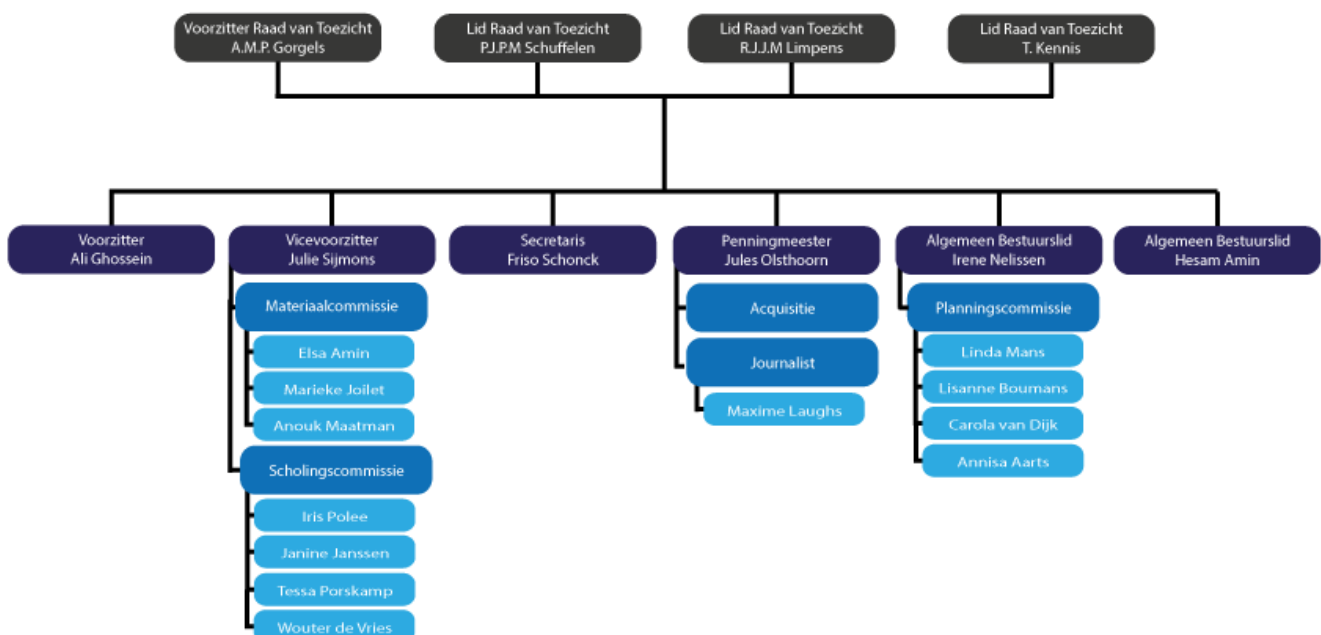 Voorzitter Raad van Toezicht
A.M.P. Gorgels
Lid Raad van Toezicht
P.J.P.M Schuffelen
Lid Raad van Toezicht
R.J.J.M Limpens
Lid Raad van Toezicht
T. Kennis
Voorzitter
Ali Ghossein
Vicevoorzitter
Julie Sijmons
Secretaris
Friso Schonck
Penningmeester
Jules Olsthoorn
Algemeen Bestuurslid
Irene Nelissen
Algemeen Bestuurslid
Hesam Amin
Materiaalcommissie
Elsa Amin
Marieke Joilet
Anouk Maatman
Scholingscommissie
Iris Polee
Janine Janssen
Tessa Porskamp
Wouter de Vries
Acquisitie
Journalist
Maxime Laughs
Planningscommissie
Linda Mans
Lisanne Boumans
Carola van Dijk
Annisa Aarts